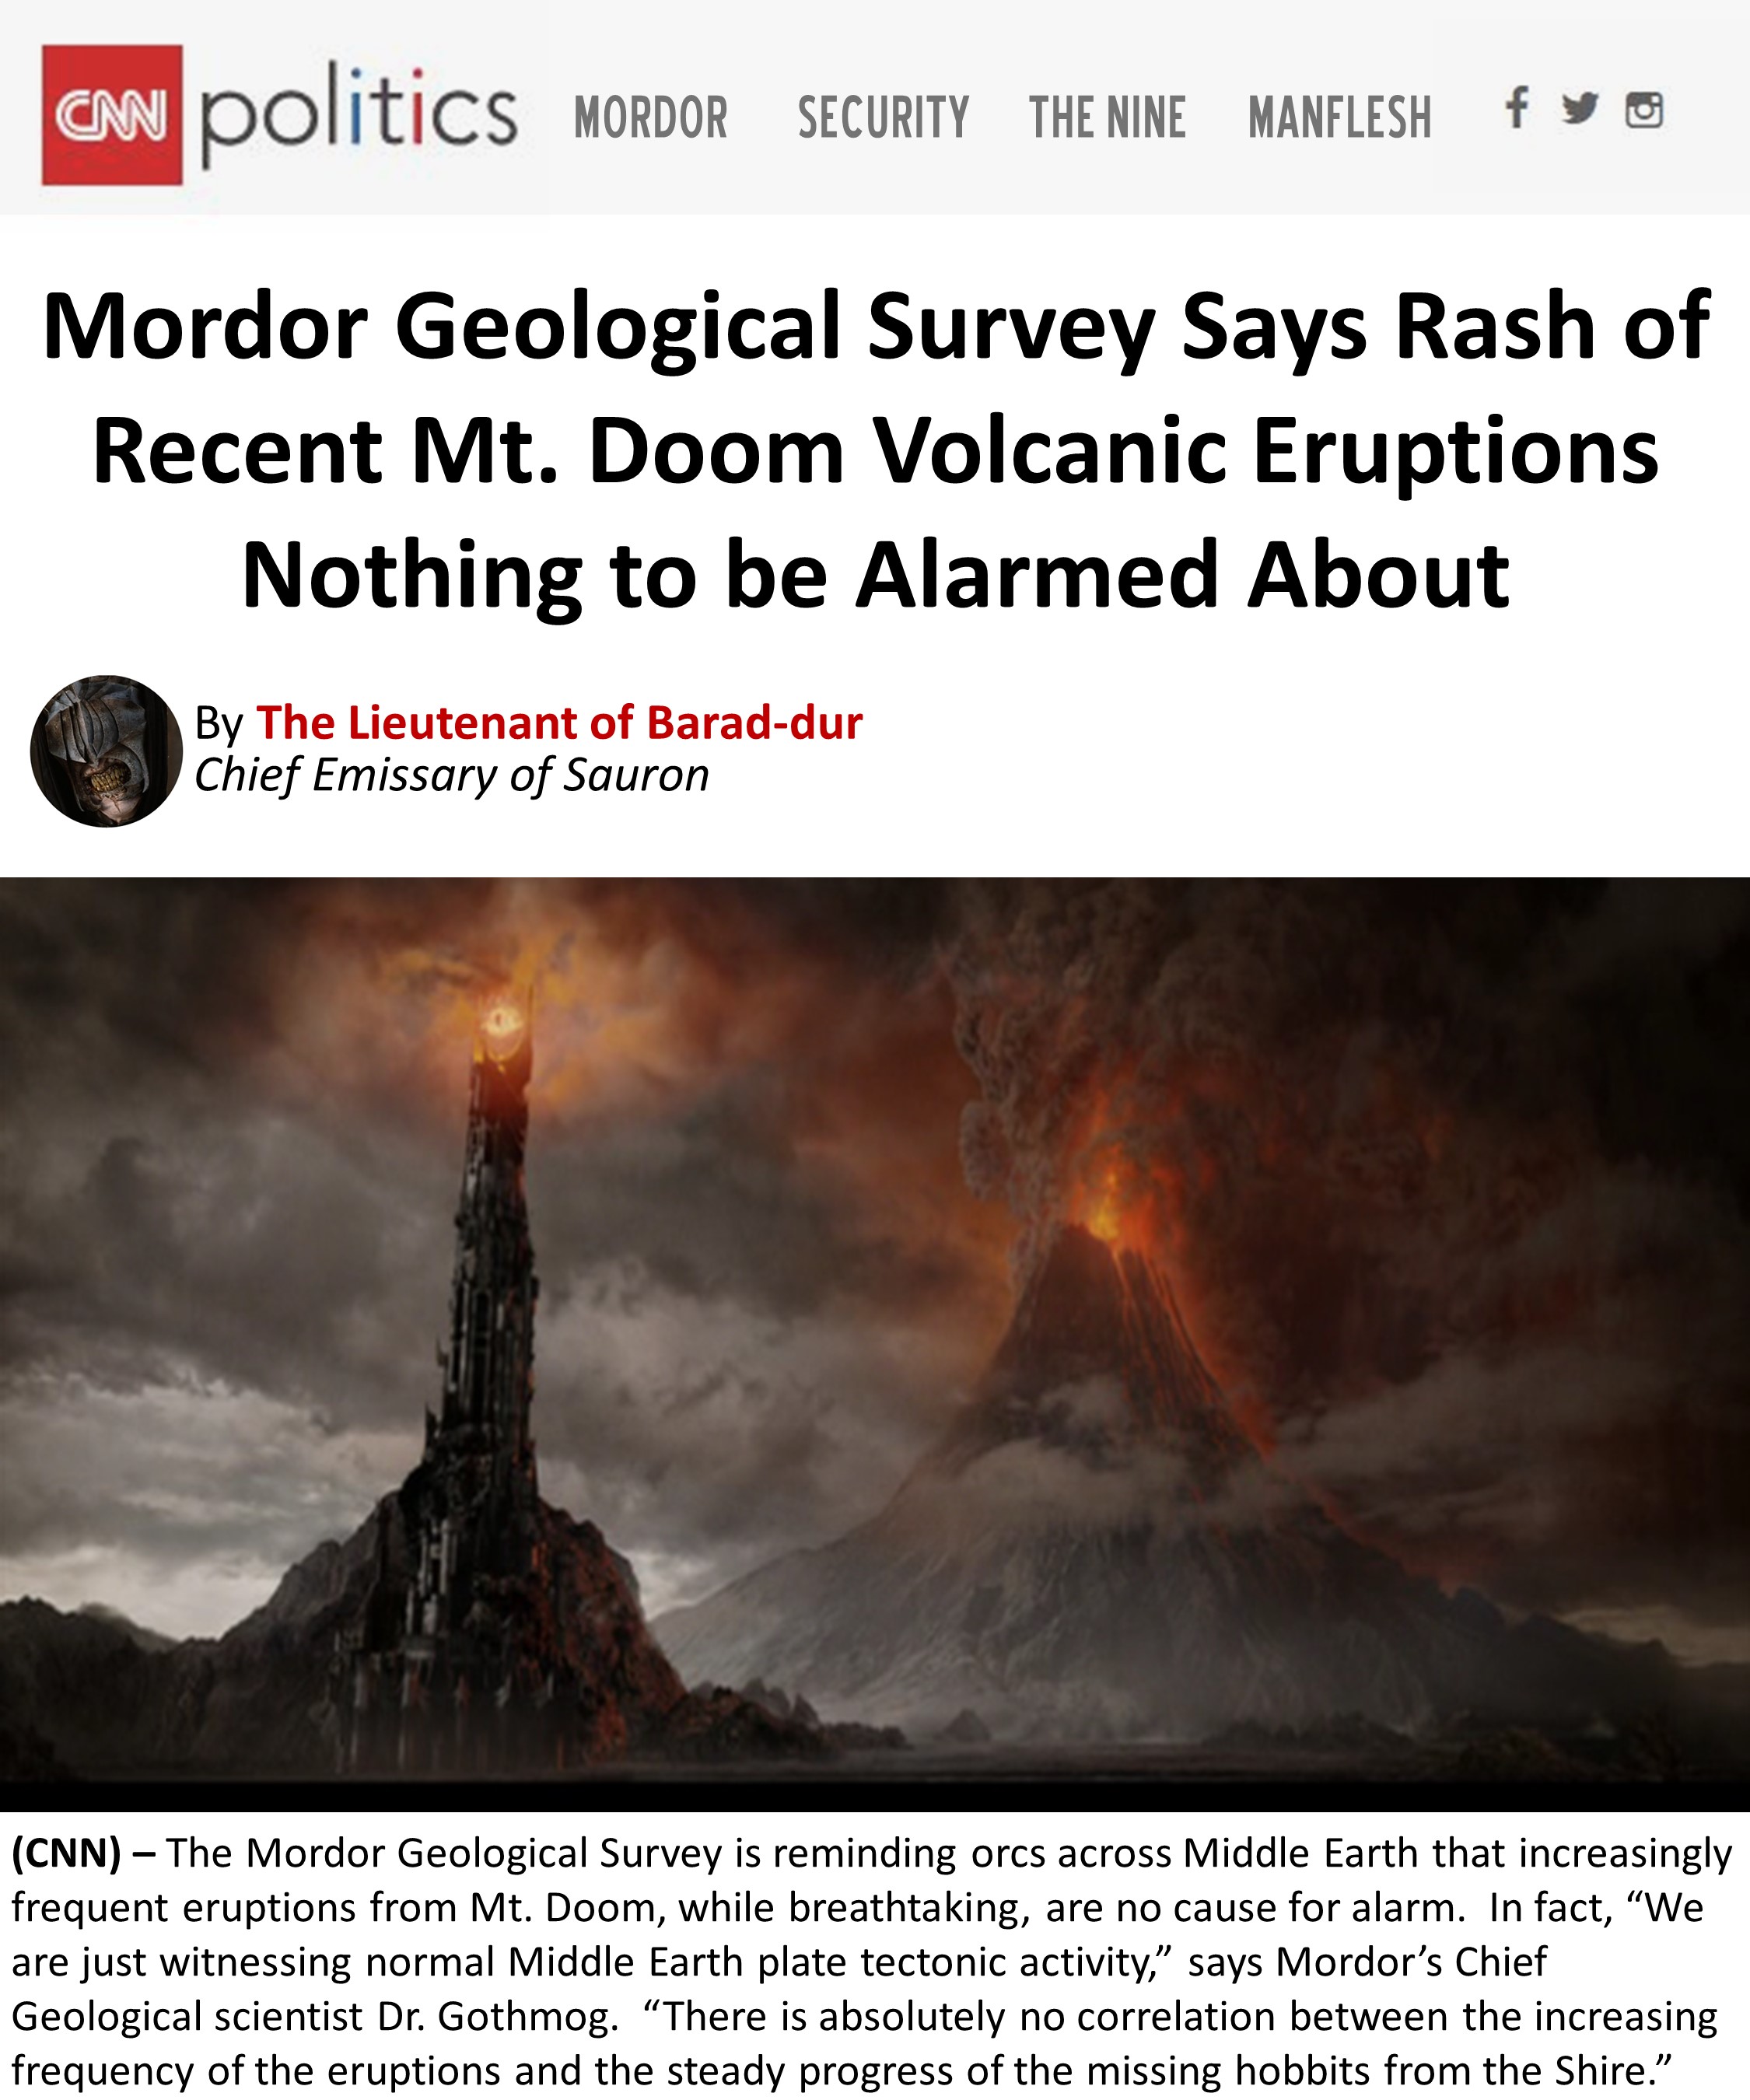 CNN politics MORDOR SECURITY THE NINE MANFLESH
Mordor Geological Survey Says Rash of
Recent Mt. Doom Volcanic Eruptions
Nothing to be Alarmed About
By The Lieutenant of Barad-dur
Chief Emissary of Sauron
(CNN) – The Mordor Geological Survey is reminding orcs across Middle Earth that increasingly
frequent eruptions from Mt. Doom, while breathtaking, are no cause for alarm.  In fact, “We
are just witnessing normal Middle Earth plate tectonic activity,” says Mordor’s Chief
Geological scientist Dr. Gothmog.  “There is absolutely no correlation between the increasing
frequency of the eruptions and the steady progress of the missing hobbits from the Shire.”